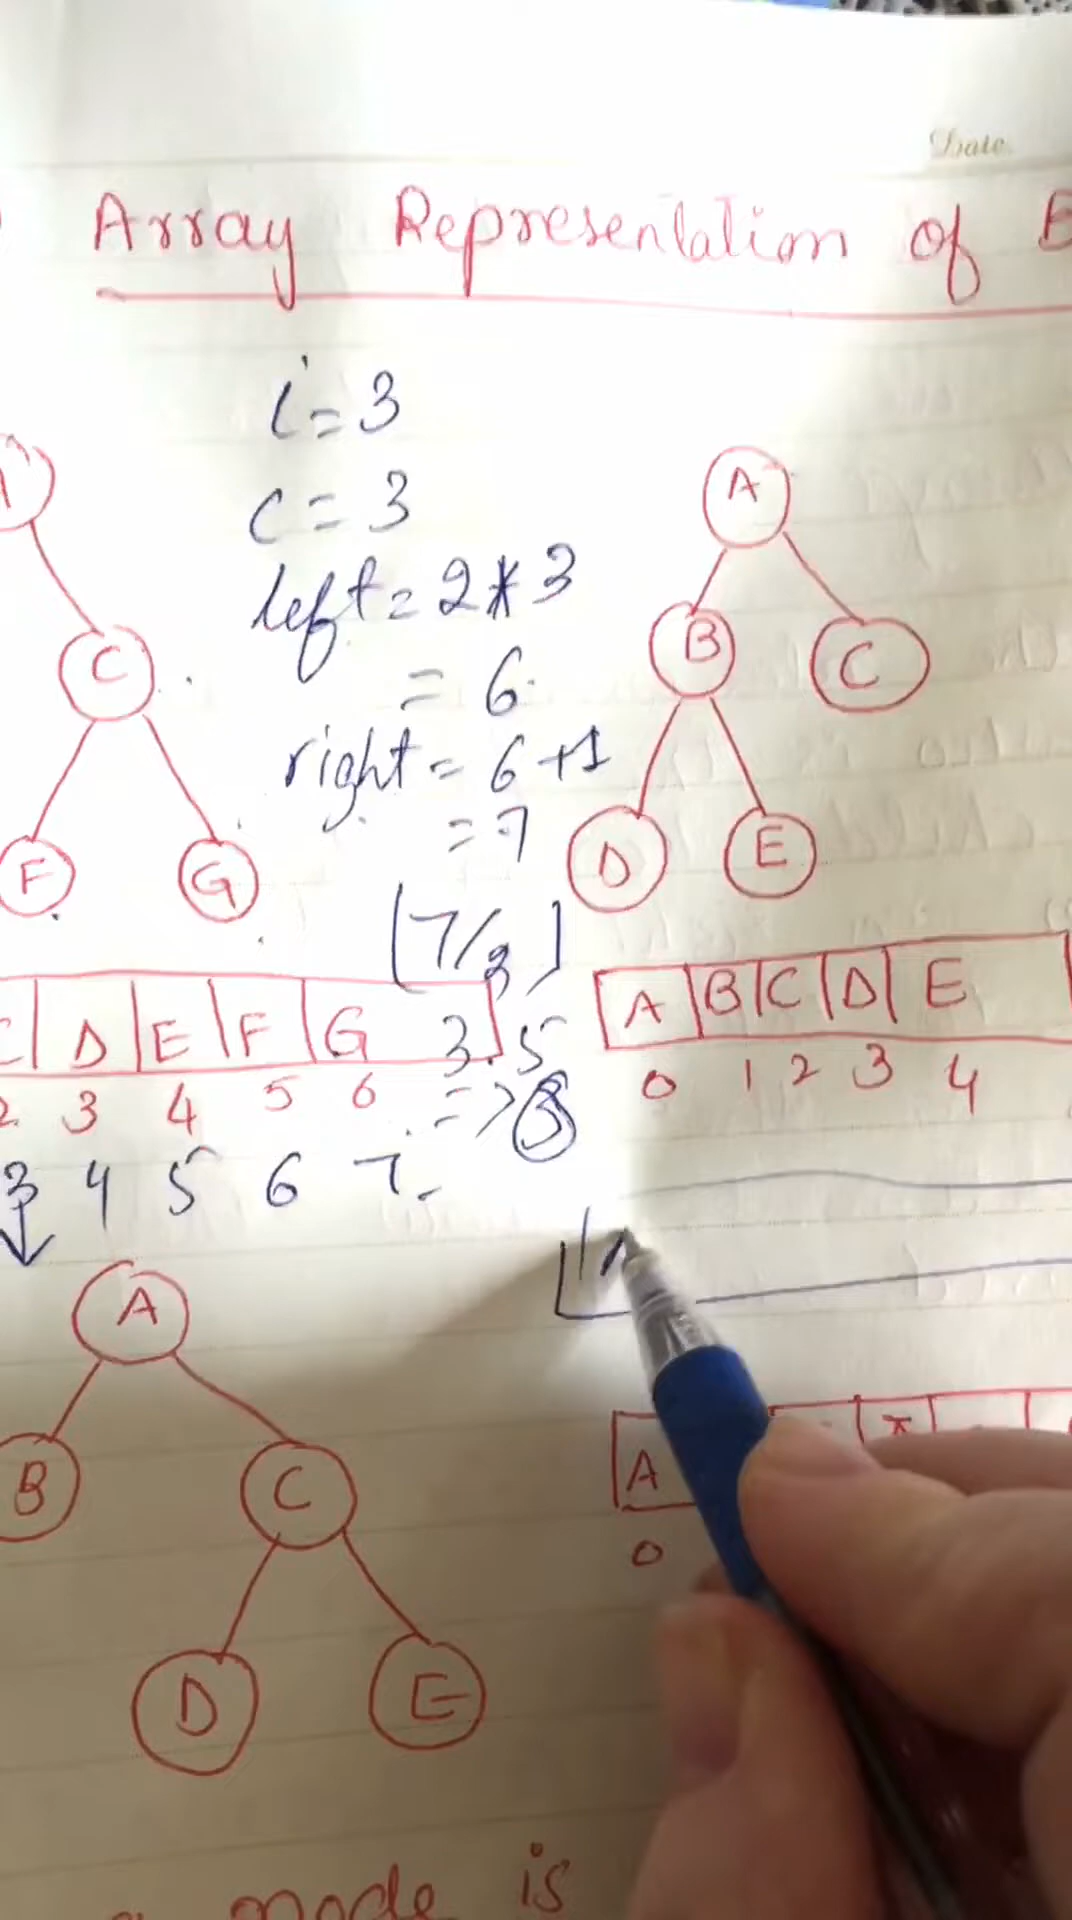 Date.
Array Representation of
i = 3
c = 3
left = 2*3
= 6
right = 6+1
= 7
A
B C
D E
C
F G
[7/2]
3.5
=> 3
C D E F G
2 3 4 5 6
3 4 5 6 7
A B C D E
0 1 2 3 4
A
B C
D E
A
0
node is